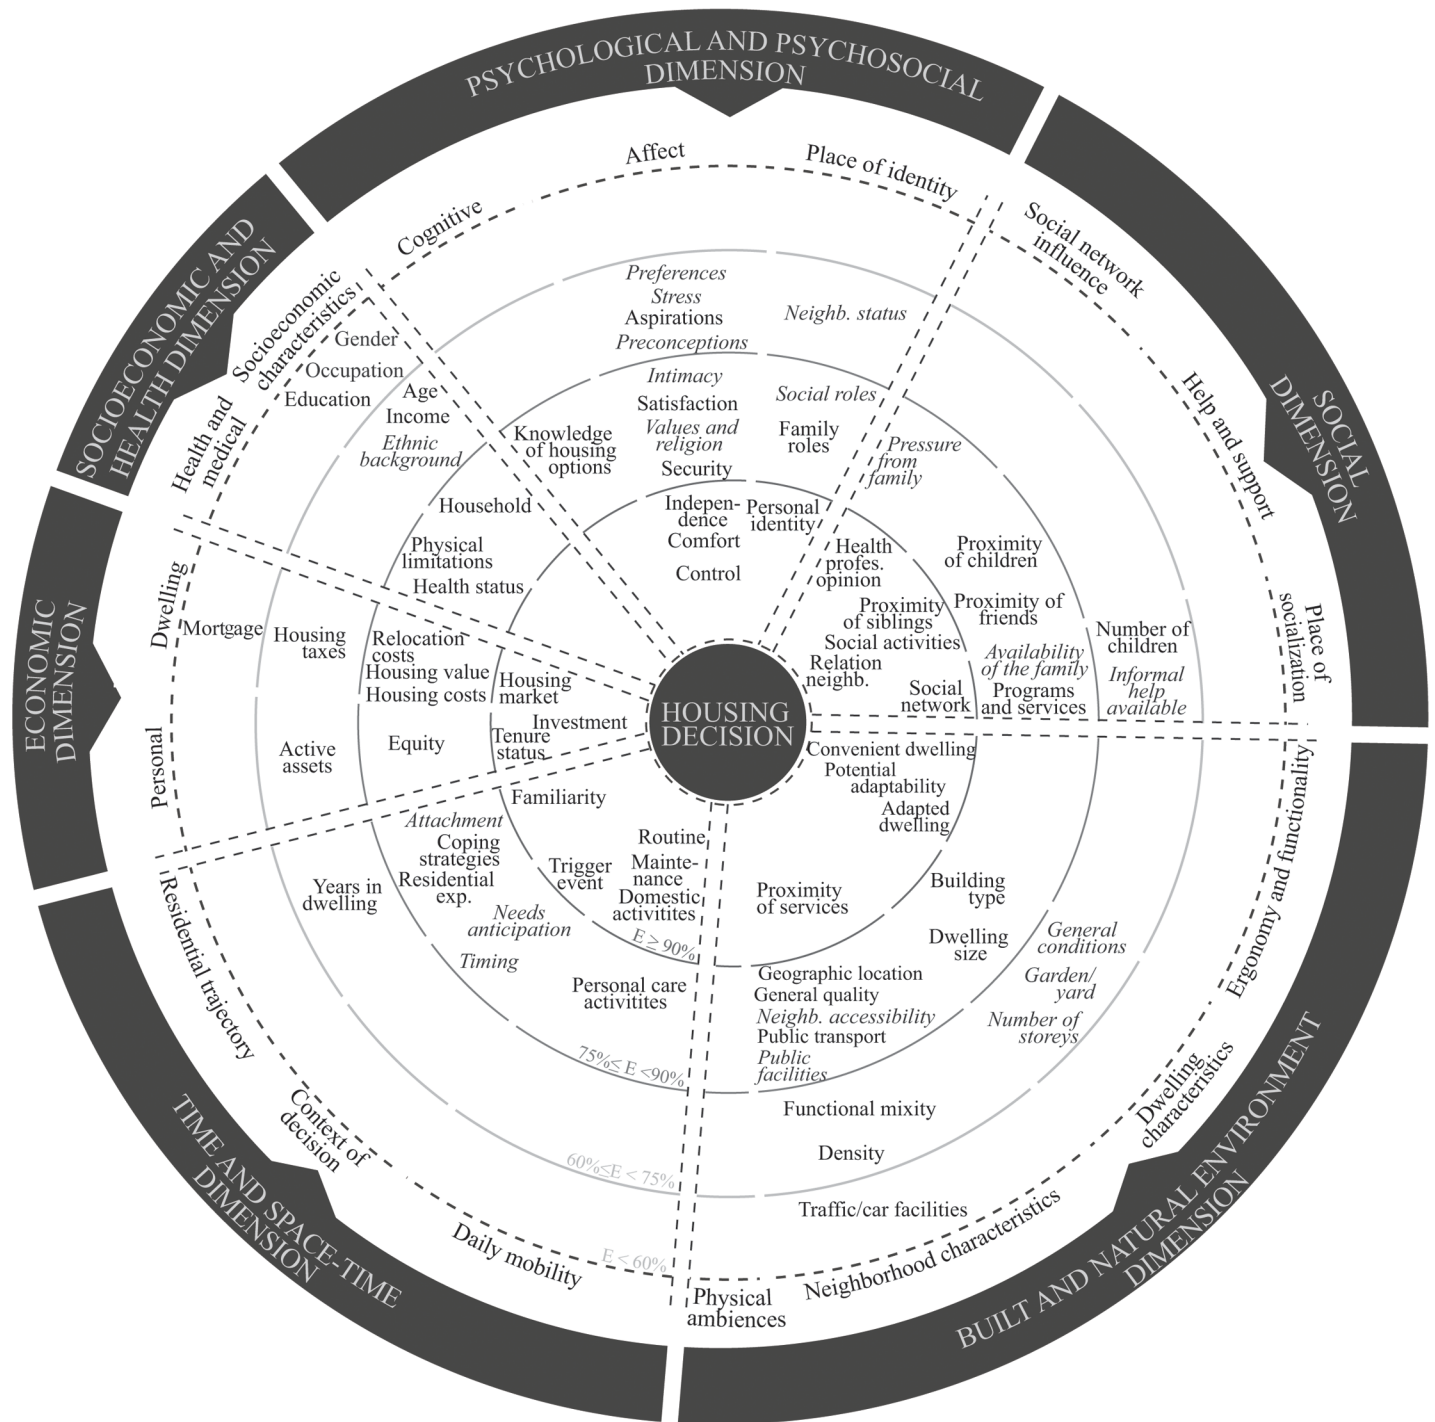 PSYCHOLOGICAL AND PSYCHOSOCIAL
DIMENSION
Cognitive
Affect
Place of identity
Preferences
Stress
Aspirations
Preconceptions
Neighb. status
Intimacy
Satisfaction
Values and
religion
Security
Social roles
Family
roles
Knowledge
of housing
options
Indepen-
dence
Comfort
Control
Personal
identity
SOCIAL
DIMENSION
Social network
influence
Help and support
Place of
socialization
Pressure
from
family
Health
profes.
opinion
Proximity
of children
Proximity
of siblings
Proximity of
friends
Social activities
Relation
neighb.
Availability
of the family
Social
network
Programs
and services
Number of
children
Informal
help
available
HOUSING
DECISION
BUILT AND NATURAL ENVIRONMENT
DIMENSION
Ergonomy and functionality
Dwelling
characteristics
Neighborhood characteristics
Physical
ambiences
Convenient dwelling
Potential
adaptability
Adapted
dwelling
Building
type
Proximity
of services
Dwelling
size
General
conditions
Garden/
yard
Number of
storeys
Geographic location
General quality
Neighb. accessibility
Public transport
Public
facilities
Functional mixity
Density
Traffic/car facilities
TIME AND SPACE-TIME
DIMENSION
Residential trajectory
Context of
decision
Daily mobility
Familiarity
Attachment
Coping
strategies
Residential
exp.
Years in
dwelling
Needs
anticipation
Timing
Trigger
event
Routine
Mainte-
nance
Domestic
activitites
Personal care
activitites
E ≥ 90%
75%≤ E <90%
60%≤E < 75%
E < 60%
ECONOMIC
DIMENSION
Dwelling
Personal
Mortgage
Housing
taxes
Relocation
costs
Housing value
Housing costs
Housing
market
Investment
Tenure
status
Equity
Active
assets
SOCIOECONOMIC AND
HEALTH DIMENSION
Socioeconomic
characteristics
Health and
medical
Gender
Occupation
Education
Age
Income
Ethnic
background
Household
Physical
limitations
Health status